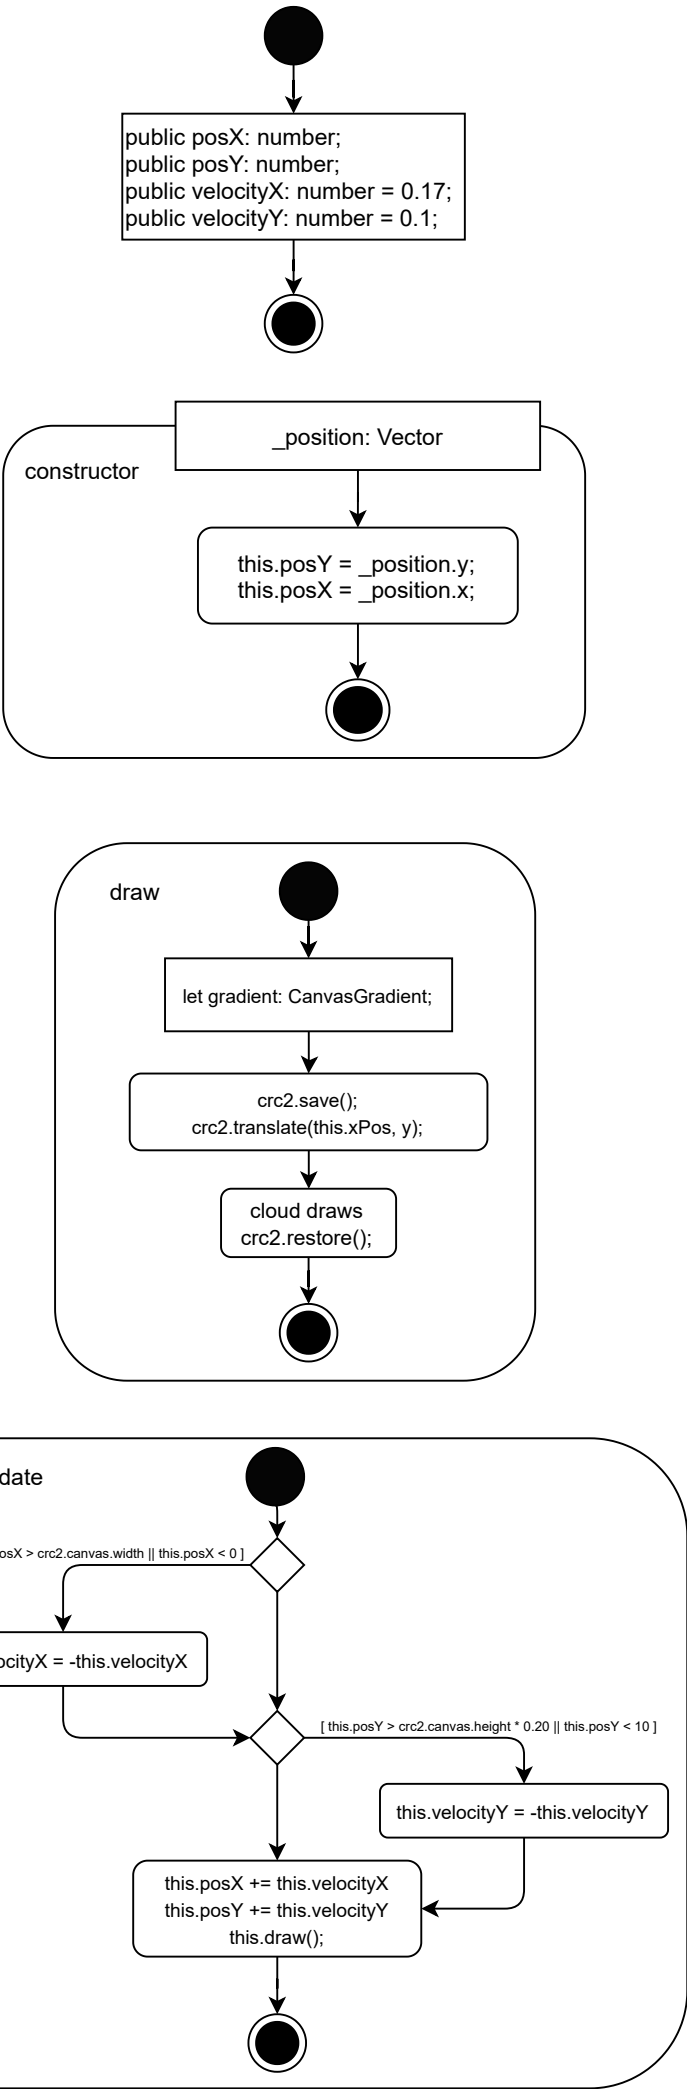 public posX: number;
public posY: number;
public velocityX: number = 0.17;
public velocityY: number = 0.1;
_position: Vector
constructor
this.posY = _position.y;
this.posX = _position.x;
draw
let gradient: CanvasGradient;
crc2.save();
crc2.translate(this.xPos, y);
cloud draws
crc2.restore();
date
osX > crc2.canvas.width || this.posX < 0 ]
ocityX = -this.velocityX
[ this.posY > crc2.canvas.height * 0.20 || this.posY < 10 ]
this.velocityY = -this.velocityY
this.posX += this.velocityX
this.posY += this.velocityY
this.draw();